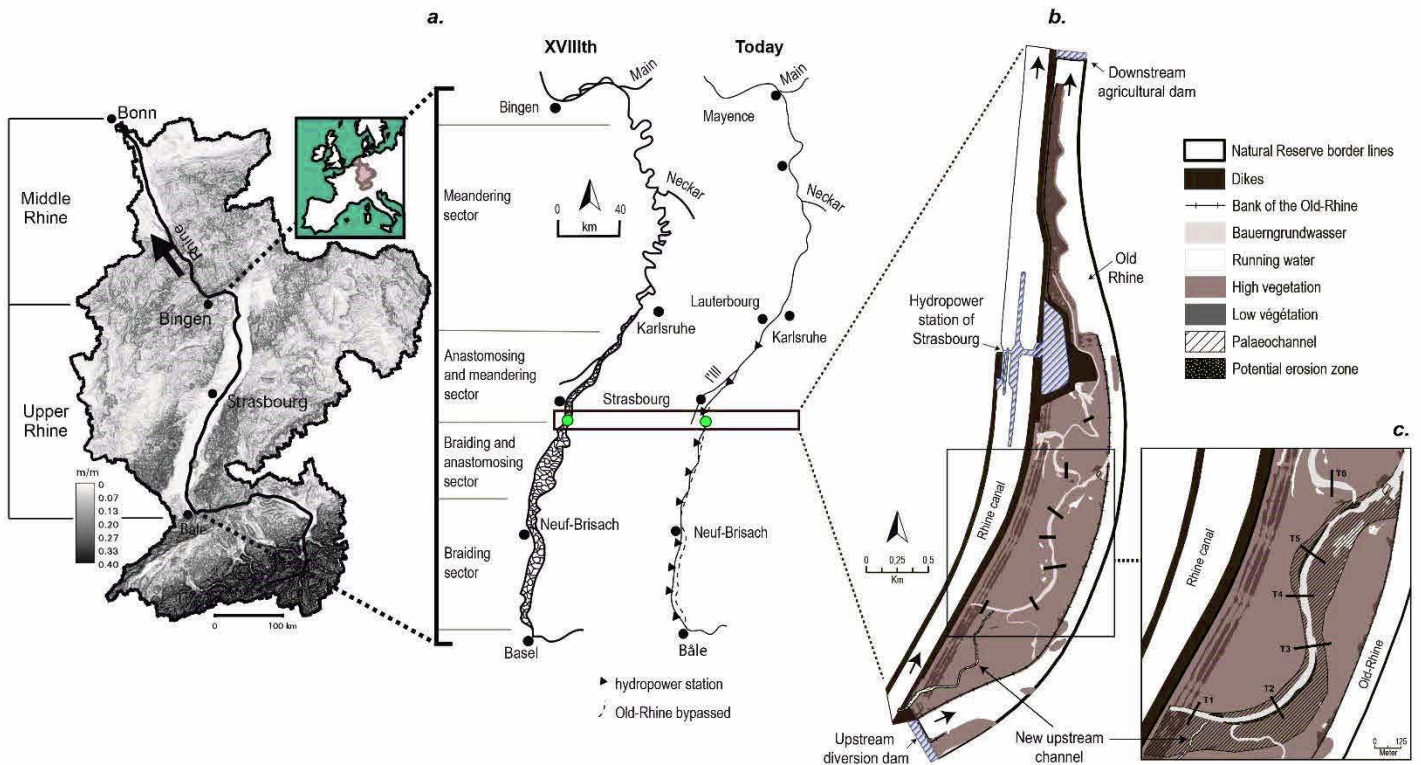 a.
Bonn
Middle
Rhine
Rhine
Bingen
Upper
Rhine
Strasbourg
m/m
0
0.07
0.13
0.20
0.27
0.33
0.40
Bâle
0 100 km
XVIIIth
Today
Main
Bingen
Meandering
sector
Neckar
0 40
km
Karlsruhe
Anastomosing
and meandering
sector
Strasbourg
Braiding and
anastomosing
sector
Neuf-Brisach
Braiding
sector
Basel
Main
Mayence
Neckar
Lauterbourg
Karlsruhe
l'Ill
Neuf-Brisach
Bâle
hydropower station
Old-Rhine bypassed
b.
Downstream
agricultural dam
Old
Rhine
Hydropower
station of
Strasbourg
Rhine canal
0 0,25 0,5
Km
Upstream
diversion dam
New upstream
channel
Natural Reserve border lines
Dikes
Bank of the Old-Rhine
Bauerngrundwasser
Running water
High vegetation
Low végétation
Palaeochannel
Potential erosion zone
c.
T6
Rhine canal
T5
T4
T3
T2
T1
Old-Rhine
0 125
Meter